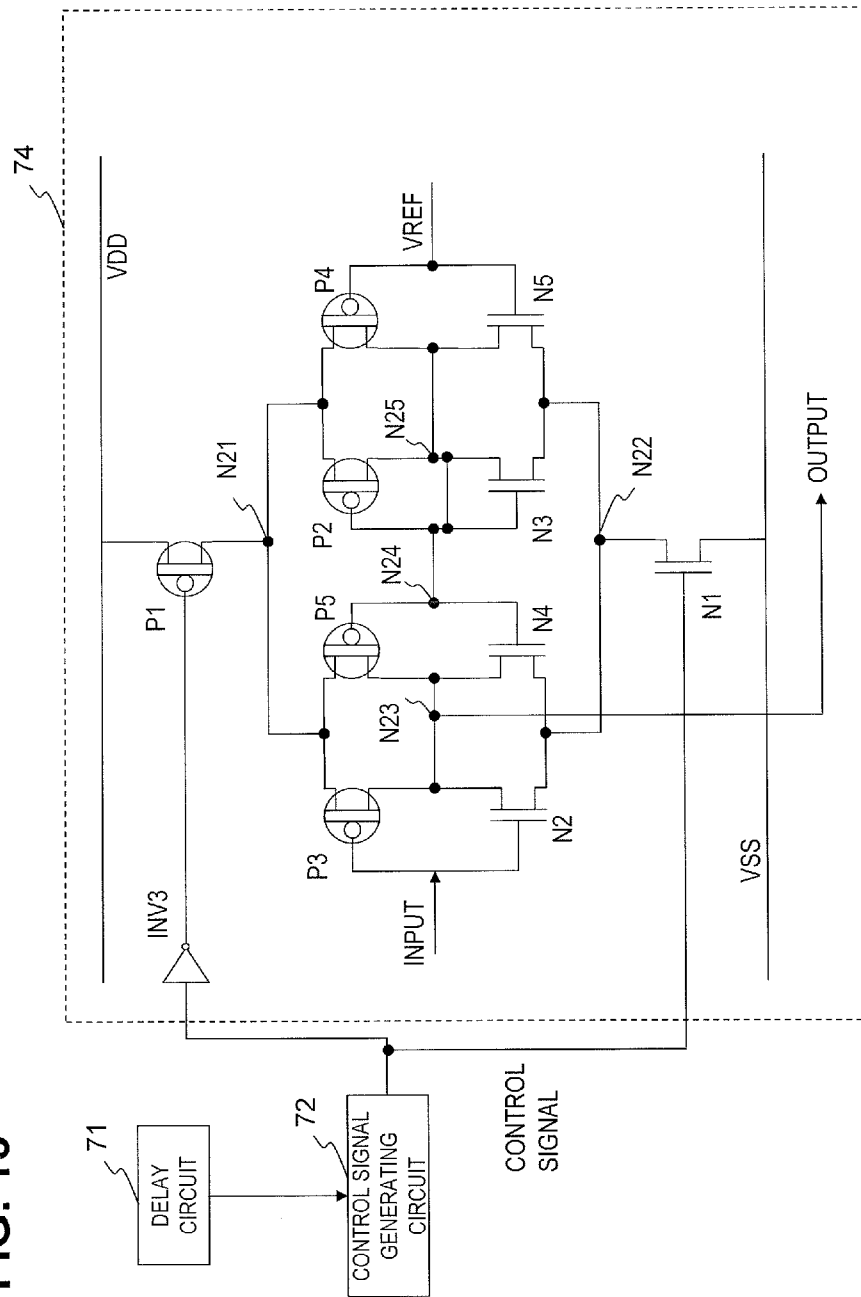 FIG.
71
DELAY
CIRCUIT
72
CONTROL SIGNAL
GENERATING
CIRCUIT
CONTROL
SIGNAL
74
VDD
INV3
P1
N21
P3
P5
P2
P4
INPUT
N23
N24
N25
VREF
N2
N4
N3
N5
N22
N1
VSS
OUTPUT